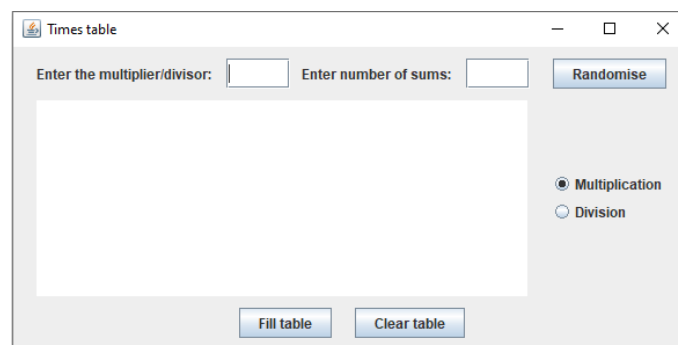 Times table
Enter the multiplier/divisor: Enter number of sums: Randomise
Multiplication
Division
Fill table Clear table